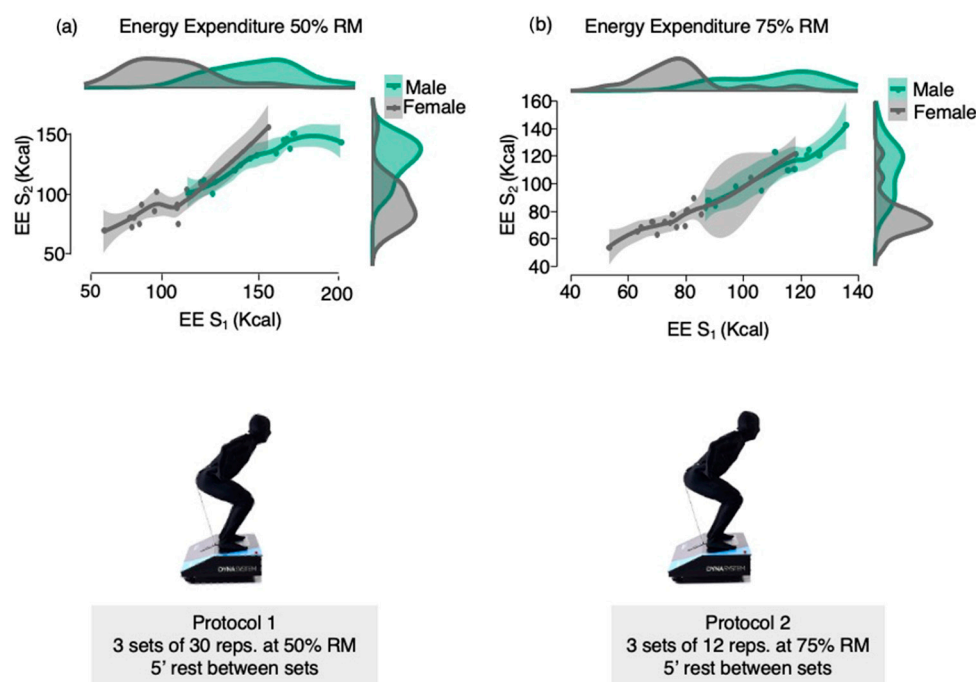 (a) Energy Expenditure 50% RM
Male
Female
EE S₂ (Kcal)
150
100
50
50 100 150 200
EE S₁ (Kcal)
(b) Energy Expenditure 75% RM
Male
Female
EE S₂ (Kcal)
160
140
120
100
80
60
40
40 60 80 100 120 140
EE S₁ (Kcal)
DYNASYSTEM
DYNASYSTEM
Protocol 1
3 sets of 30 reps. at 50% RM
5’ rest between sets
Protocol 2
3 sets of 12 reps. at 75% RM
5’ rest between sets